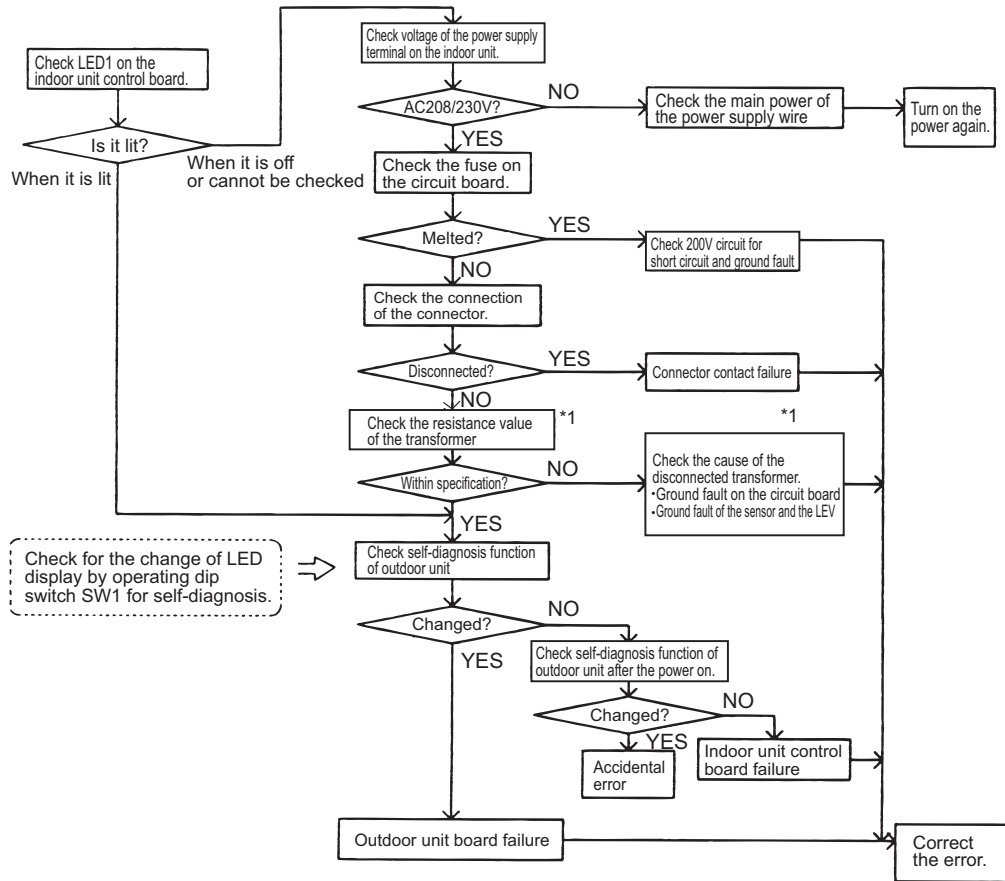 Check LED1 on the
indoor unit control board.
Is it lit?
When it is lit
When it is off
or cannot be checked
Check voltage of the power supply
terminal on the indoor unit.
AC208/230V?
NO
Check the main power of
the power supply wire
Turn on the
power again.
YES
Check the fuse on
the circuit board.
Melted?
YES
Check 200V circuit for
short circuit and ground fault
NO
Check the connection
of the connector.
Disconnected?
YES
Connector contact failure
NO
Check the resistance value
of the transformer
*1
Within specification?
NO
*1
Check the cause of the
disconnected transformer.
•Ground fault on the circuit board
•Ground fault of the sensor and the LEV
YES
Check for the change of LED
display by operating dip
switch SW1 for self-diagnosis.
Check self-diagnosis function
of outdoor unit
Changed?
NO
YES
Check self-diagnosis function of
outdoor unit after the power on.
Changed?
NO
YES
Accidental
error
Indoor unit control
board failure
Outdoor unit board failure
Correct
the error.